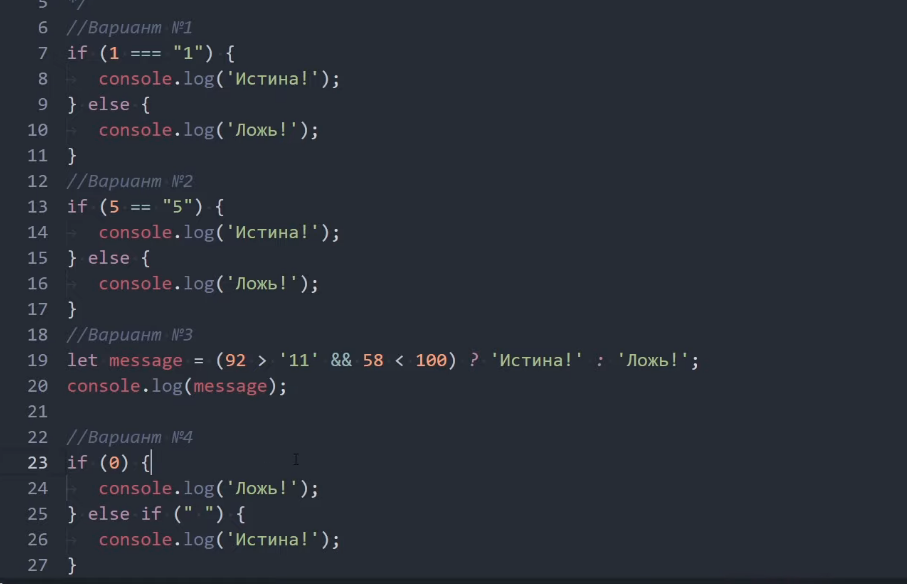 5 */
6 //Вариант №1
7 if (1 === "1") {
8 console.log('Истина!');
9 } else {
10 console.log('Ложь!');
11 }
12 //Вариант №2
13 if (5 == "5") {
14 console.log('Истина!');
15 } else {
16 console.log('Ложь!');
17 }
18 //Вариант №3
19 let message = (92 > '11' && 58 < 100) ? 'Истина!' : 'Ложь!';
20 console.log(message);
21
22 //Вариант №4
23 if (0) {
24 console.log('Ложь!');
25 } else if (" ") {
26 console.log('Истина!');
27 }